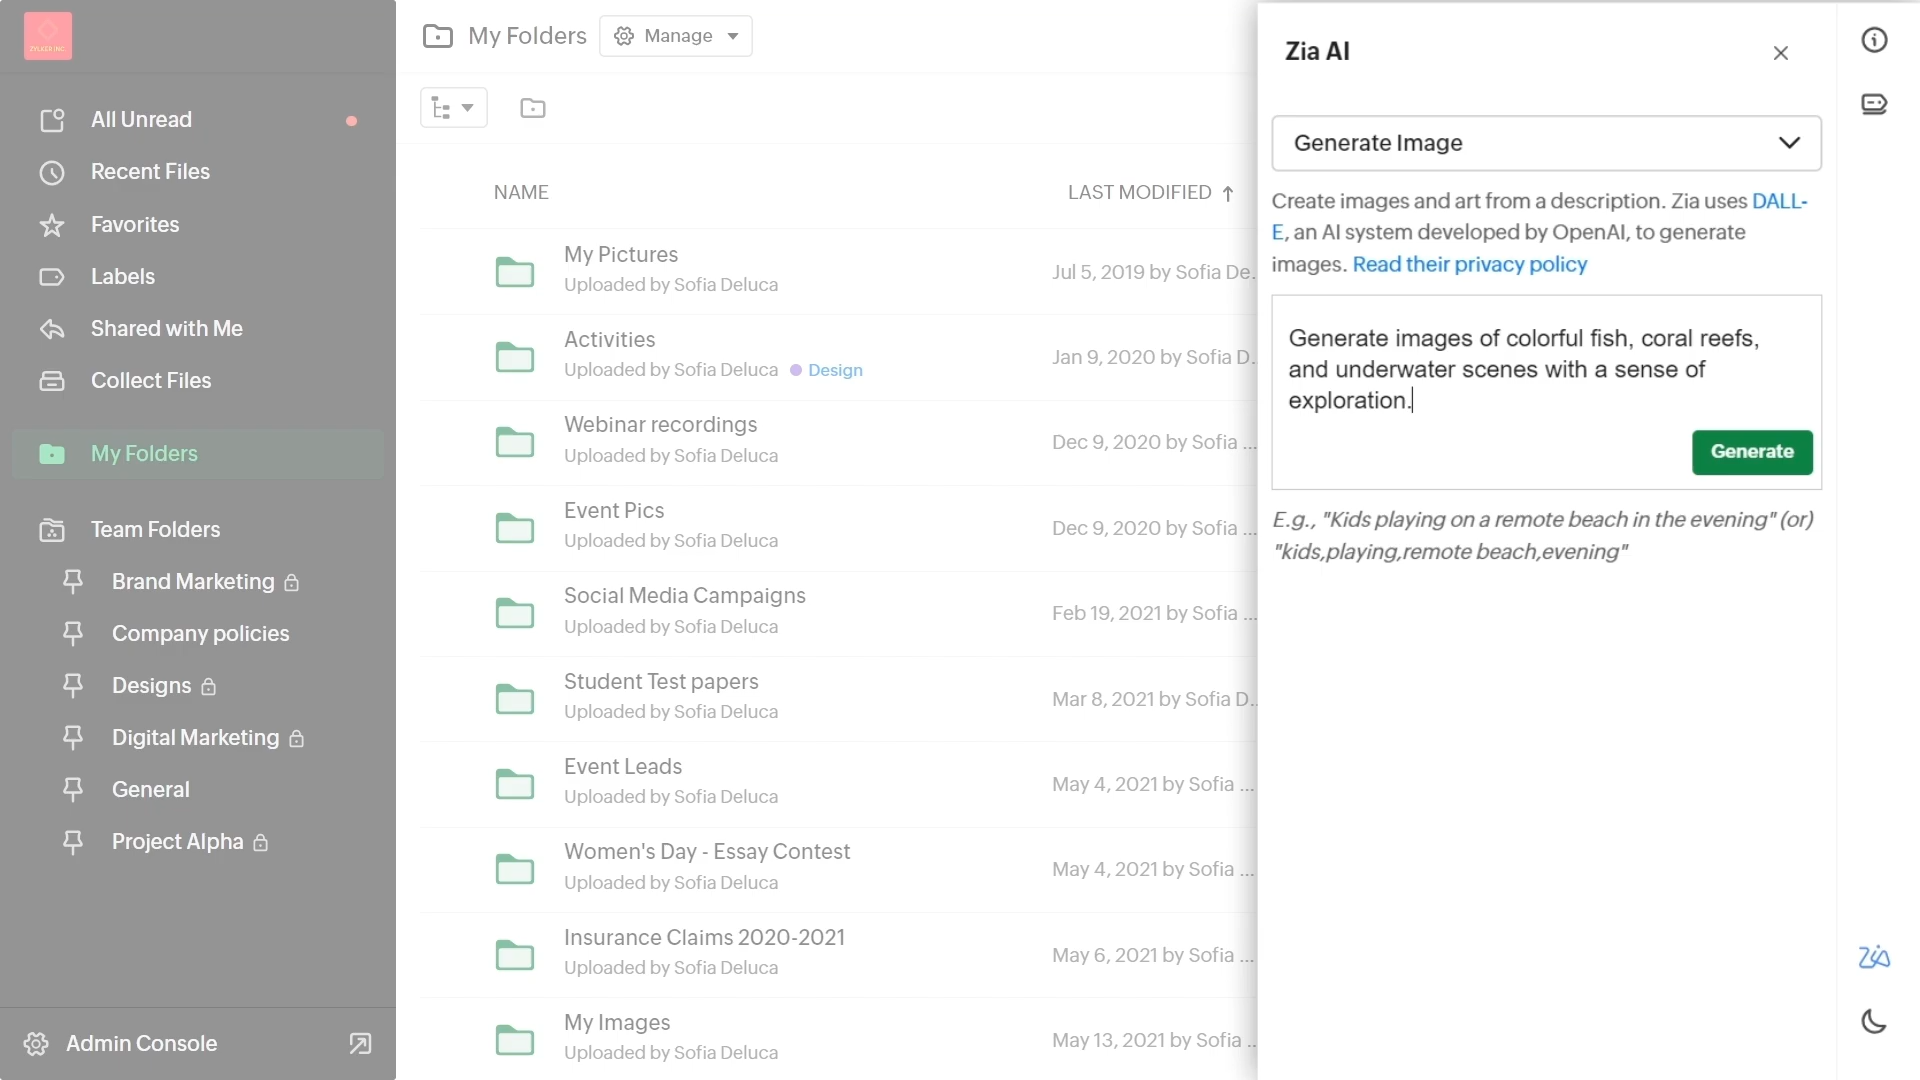 ZYLKER INC
All Unread
Recent Files
Favorites
Labels
Shared with Me
Collect Files
My Folders
Team Folders
Brand Marketing
Company policies
Designs
Digital Marketing
General
Project Alpha
Admin Console
My Folders
Manage
NAME
LAST MODIFIED ↑
My Pictures
Uploaded by Sofia Deluca
Jul 5, 2019 by Sofia De...
Activities
Uploaded by Sofia Deluca
Design
Jan 9, 2020 by Sofia D...
Webinar recordings
Uploaded by Sofia Deluca
Dec 9, 2020 by Sofia ...
Event Pics
Uploaded by Sofia Deluca
Dec 9, 2020 by Sofia ...
Social Media Campaigns
Uploaded by Sofia Deluca
Feb 19, 2021 by Sofia ...
Student Test papers
Uploaded by Sofia Deluca
Mar 8, 2021 by Sofia D...
Event Leads
Uploaded by Sofia Deluca
May 4, 2021 by Sofia ...
Women's Day - Essay Contest
Uploaded by Sofia Deluca
May 4, 2021 by Sofia ...
Insurance Claims 2020-2021
Uploaded by Sofia Deluca
May 6, 2021 by Sofia ...
My Images
Uploaded by Sofia Deluca
May 13, 2021 by Sofia ...
Zia AI
Generate Image
Create images and art from a description. Zia uses DALL-
E, an AI system developed by OpenAI, to generate
images. Read their privacy policy
Generate images of colorful fish, coral reefs,
and underwater scenes with a sense of
exploration.
Generate
E.g., "Kids playing on a remote beach in the evening" (or)
"kids,playing,remote beach,evening"
Zia